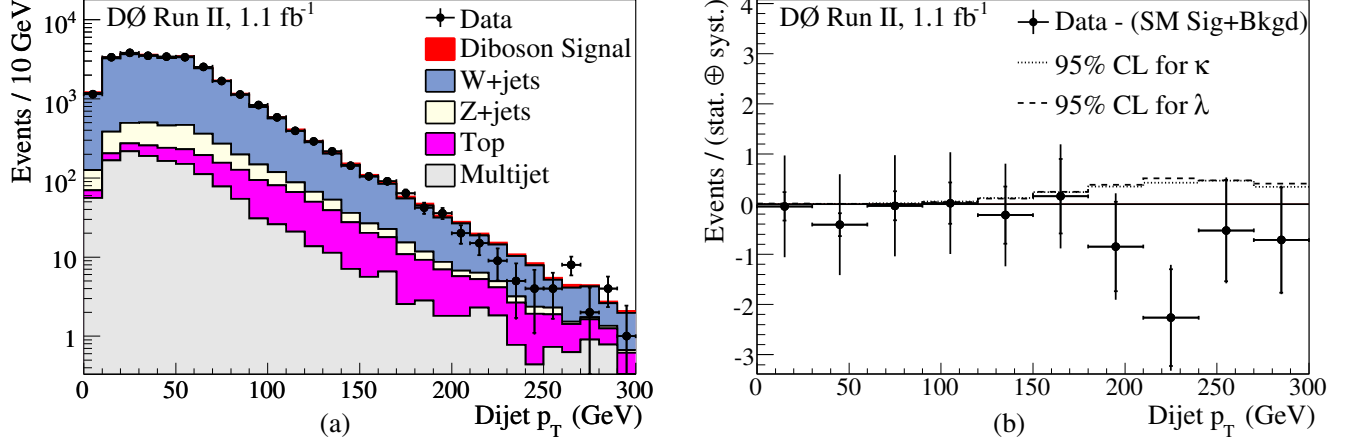 DØ Run II, 1.1 fb⁻¹
Data
Diboson Signal
W+jets
Z+jets
Top
Multijet
Events / 10 GeV
10⁴
10³
10²
10
1
0 50 100 150 200 250 300
Dijet p_T (GeV)
(a)
DØ Run II, 1.1 fb⁻¹
Data - (SM Sig+Bkgd)
95% CL for κ
95% CL for λ
Events / (stat. ⊕ syst.)
4
3
2
1
0
-1
-2
-3
0 50 100 150 200 250 300
Dijet p_T (GeV)
(b)